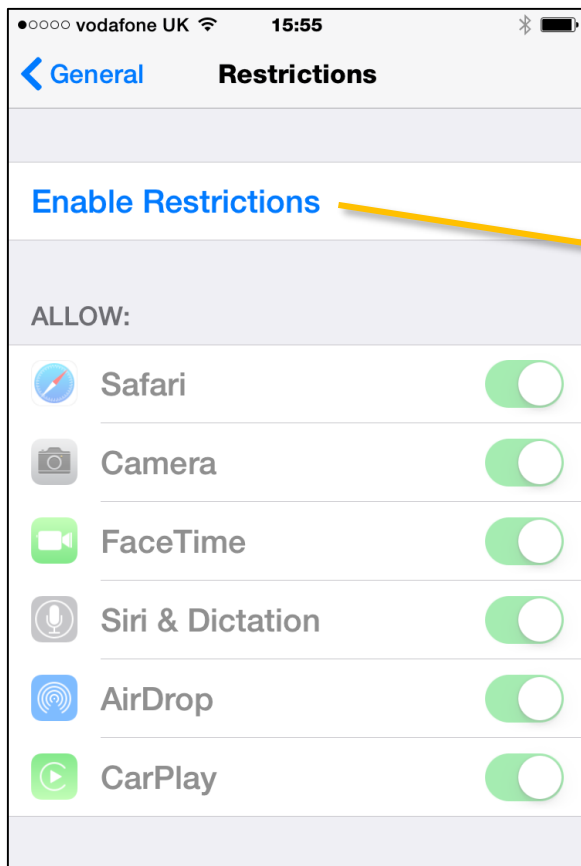 vodafone UK 15:55
General Restrictions
Enable Restrictions
ALLOW:
Safari
Camera
FaceTime
Siri & Dictation
AirDrop
CarPlay